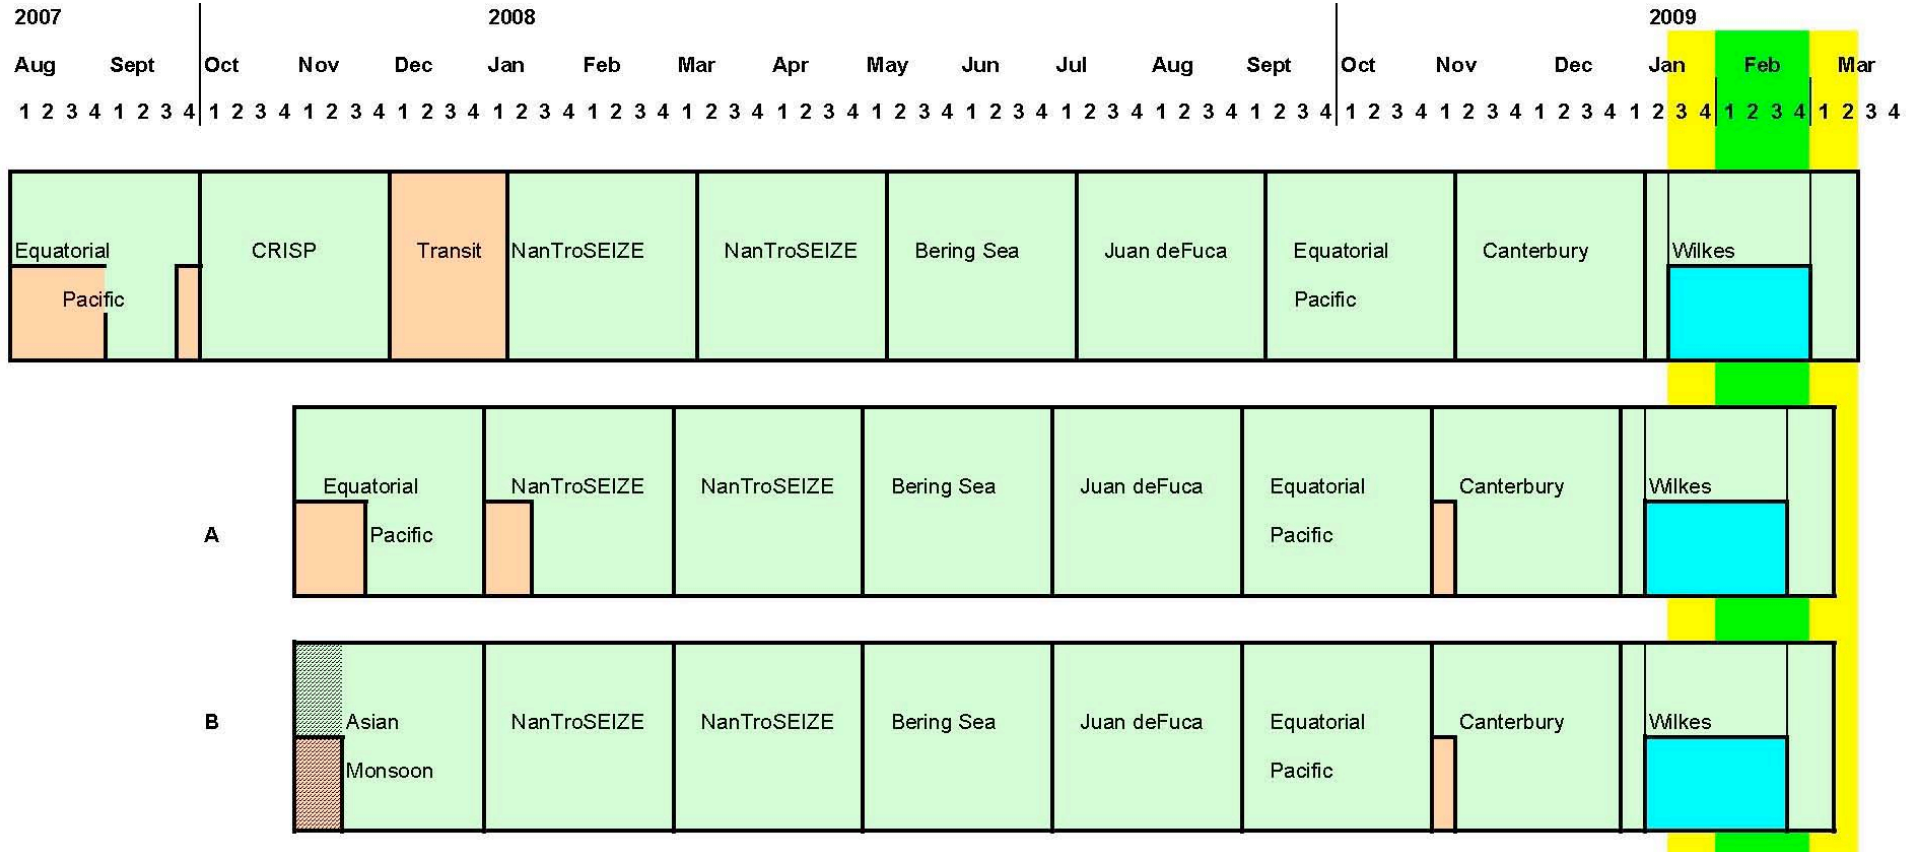 2007 2008 2009
Aug Sept Oct Nov Dec Jan Feb Mar Apr May Jun Jul Aug Sept Oct Nov Dec Jan Feb Mar
1 2 3 4 1 2 3 4 1 2 3 4 1 2 3 4 1 2 3 4 1 2 3 4 1 2 3 4 1 2 3 4 1 2 3 4 1 2 3 4 1 2 3 4 1 2 3 4 1 2 3 4 1 2 3 4 1 2 3 4 1 2 3 4 1 2 3 4 1 2 3 4 1 2 3 4 1 2 3 4
Equatorial CRISP Transit NanTroSEIZE NanTroSEIZE Bering Sea Juan deFuca Equatorial Canterbury Wilkes
Pacific Pacific
Equatorial NanTroSEIZE NanTroSEIZE Bering Sea Juan deFuca Equatorial Canterbury Wilkes
A Pacific Pacific
B Asian NanTroSEIZE NanTroSEIZE Bering Sea Juan deFuca Equatorial Canterbury Wilkes
Monsoon Pacific